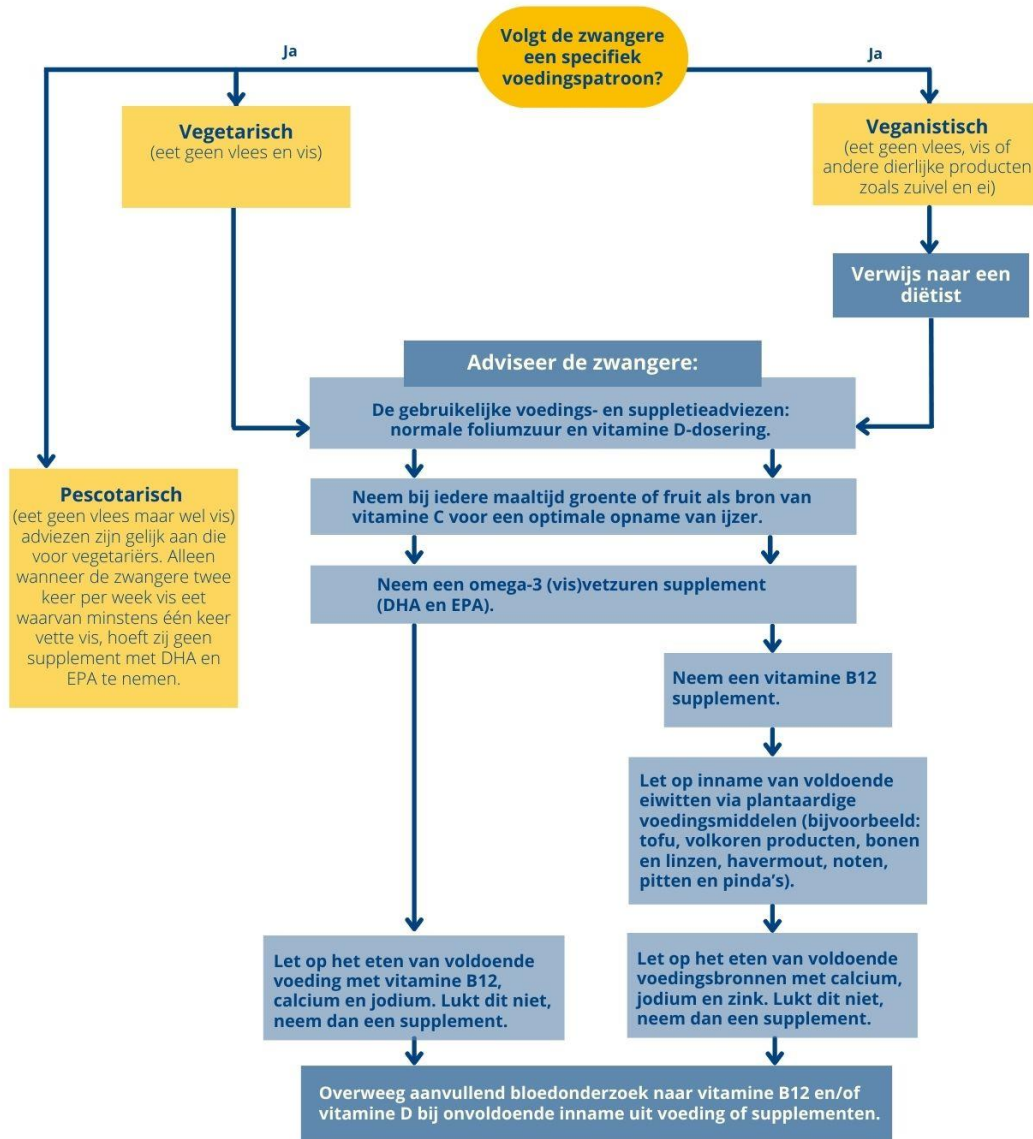 Volgt de zwangere
een specifiek
voedingspatroon?
Ja
Ja
Vegetarisch
(eet geen vlees en vis)
Veganistisch
(eet geen vlees, vis of
andere dierlijke producten
zoals zuivel en ei)
Verwijs naar een
diëtist
Adviseer de zwangere:
De gebruikelijke voedings- en suppletieadviezen:
normale foliumzuur en vitamine D-dosering.
Pescotarisch
(eet geen vlees maar wel vis)
adviezen zijn gelijk aan die
voor vegetariërs. Alleen
wanneer de zwangere twee
keer per week vis eet
waarvan minstens één keer
vette vis, hoeft zij geen
supplement met DHA en
EPA te nemen.
Neem bij iedere maaltijd groente of fruit als bron van
vitamine C voor een optimale opname van ijzer.
Neem een omega-3 (vis)vetzuren supplement
(DHA en EPA).
Neem een vitamine B12
supplement.
Let op inname van voldoende
eiwitten via plantaardige
voedingsmiddelen (bijvoorbeeld:
tofu, volkoren producten, bonen
en linzen, havermout, noten,
pitten en pinda's).
Let op het eten van voldoende
voeding met vitamine B12,
calcium en jodium. Lukt dit niet,
neem dan een supplement.
Let op het eten van voldoende
voedingsbronnen met calcium,
jodium en zink. Lukt dit niet,
neem dan een supplement.
Overweeg aanvullend bloedonderzoek naar vitamine B12 en/of
vitamine D bij onvoldoende inname uit voeding of supplementen.